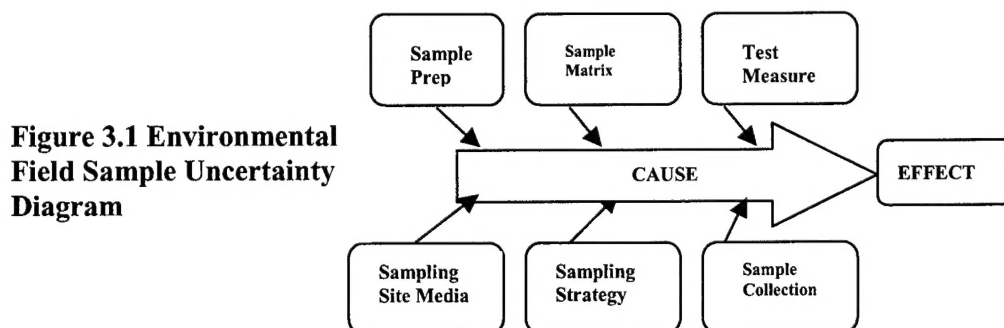 Sample
Prep
Sample
Matrix
Test
Measure
Figure 3.1 Environmental
Field Sample Uncertainty
Diagram
CAUSE
EFFECT
Sampling
Site Media
Sampling
Strategy
Sample
Collection